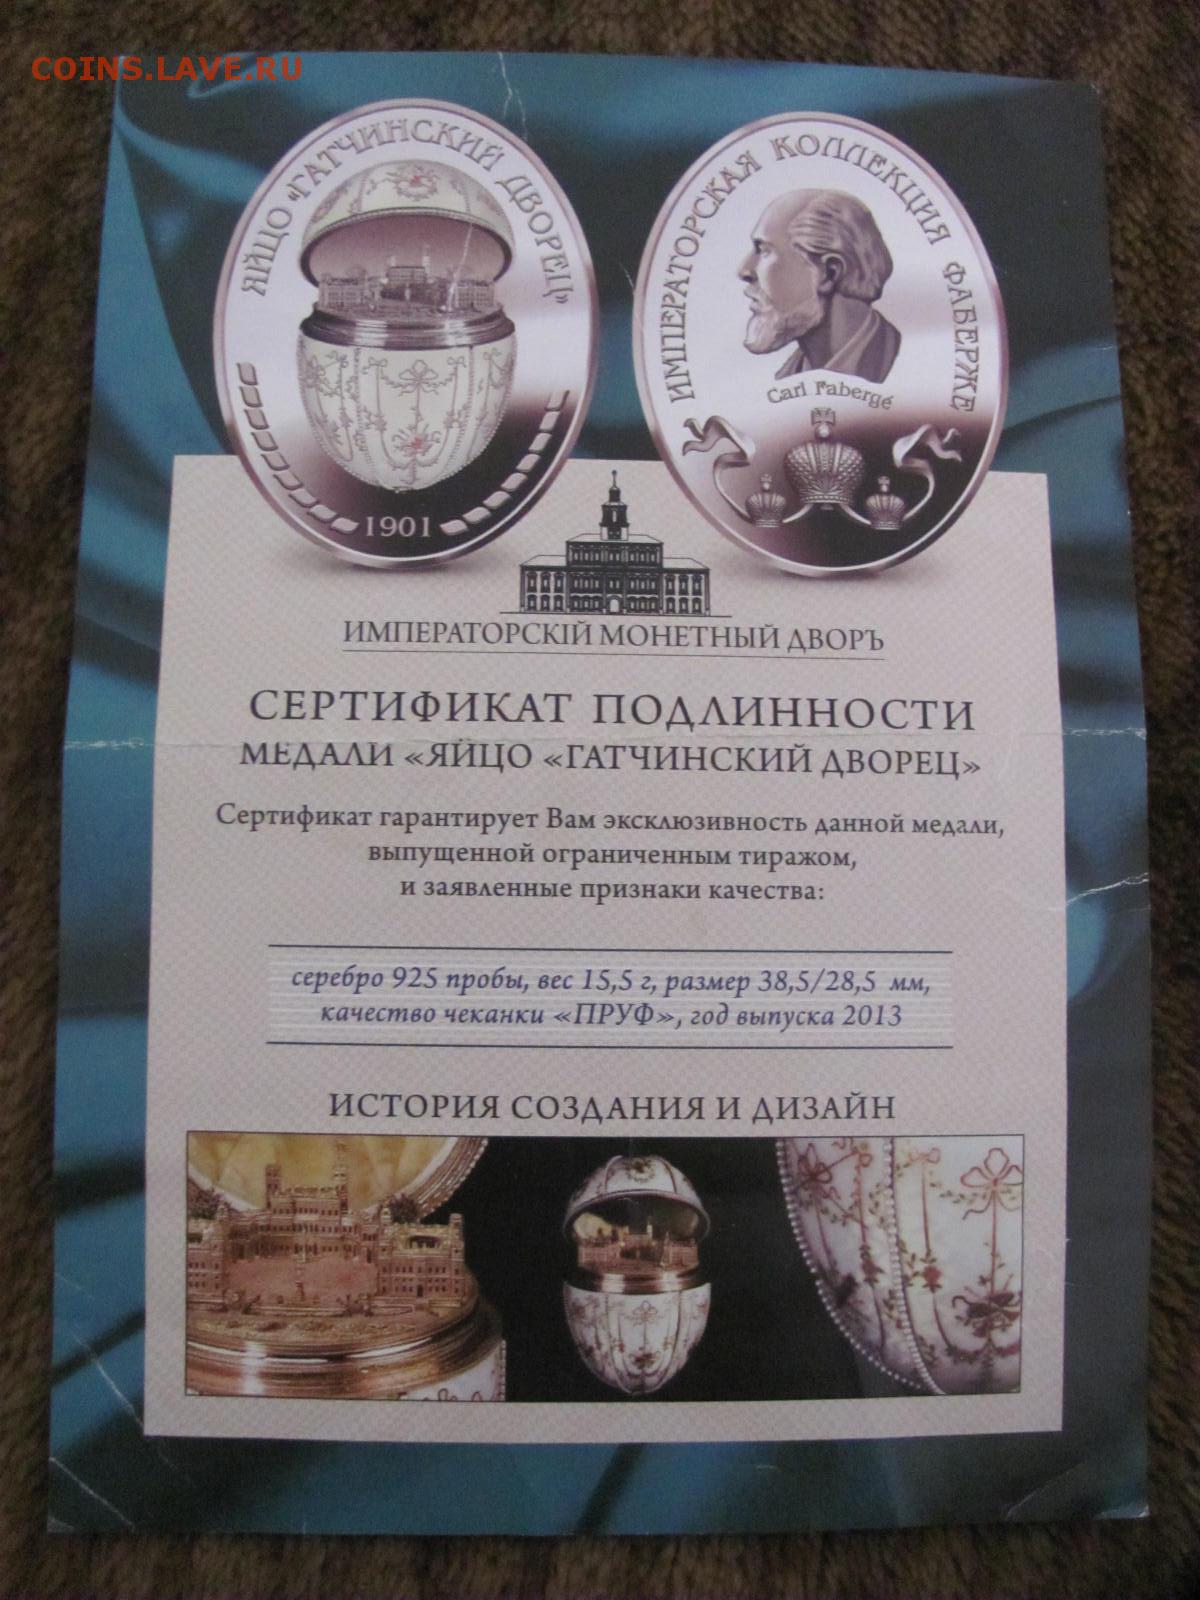 COINS.LAVE.RU
ЯЙЦО «ГАТЧИНСКИЙ ДВОРЕЦ»
1901
ИМПЕРАТОРСКАЯ КОЛЛЕКЦИЯ ФАБЕРЖЕ
Carl Fabergé
ИМПЕРАТОРСКІЙ МОНЕТНЫЙ ДВОРЪ
СЕРТИФИКАТ ПОДЛИННОСТИ
МЕДАЛИ «ЯЙЦО «ГАТЧИНСКИЙ ДВОРЕЦ»
Сертификат гарантирует Вам эксклюзивность данной медали,
выпущенной ограниченным тиражом,
и заявленные признаки качества:
серебро 925 пробы, вес 15,5 г, размер 38,5/28,5 мм,
качество чеканки «ПРУФ», год выпуска 2013
ИСТОРИЯ СОЗДАНИЯ И ДИЗАЙН